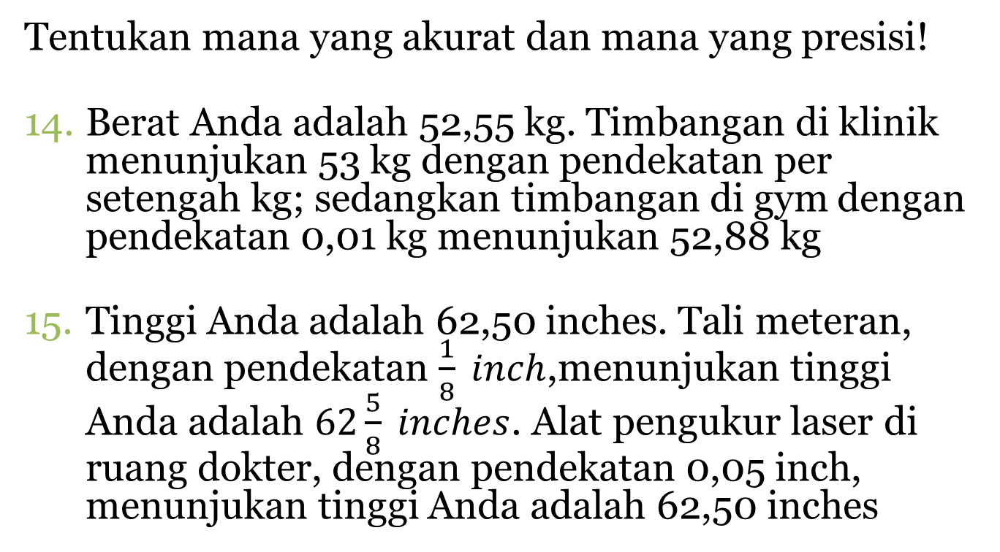 Tentukan mana yang akurat dan mana yang presisi!
14. Berat Anda adalah 52,55 kg. Timbangan di klinik
menunjukan 53 kg dengan pendekatan per
setengah kg; sedangkan timbangan di gym dengan
pendekatan 0,01 kg menunjukan 52,88 kg
15. Tinggi Anda adalah 62,50 inches. Tali meteran,
dengan pendekatan 1/8 inch,menunjukan tinggi
Anda adalah 62 5/8 inches. Alat pengukur laser di
ruang dokter, dengan pendekatan 0,05 inch,
menunjukan tinggi Anda adalah 62,50 inches